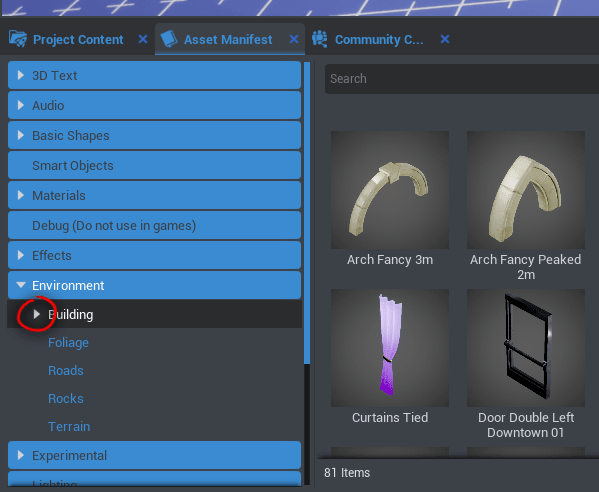 Project Content
Asset Manifest
Community C...
3D Text
Audio
Basic Shapes
Smart Objects
Materials
Debug (Do not use in games)
Effects
Environment
Building
Foliage
Roads
Rocks
Terrain
Experimental
Lighting
Search
Arch Fancy 3m
Arch Fancy Peaked
2m
Curtains Tied
Door Double Left
Downtown 01
81 Items